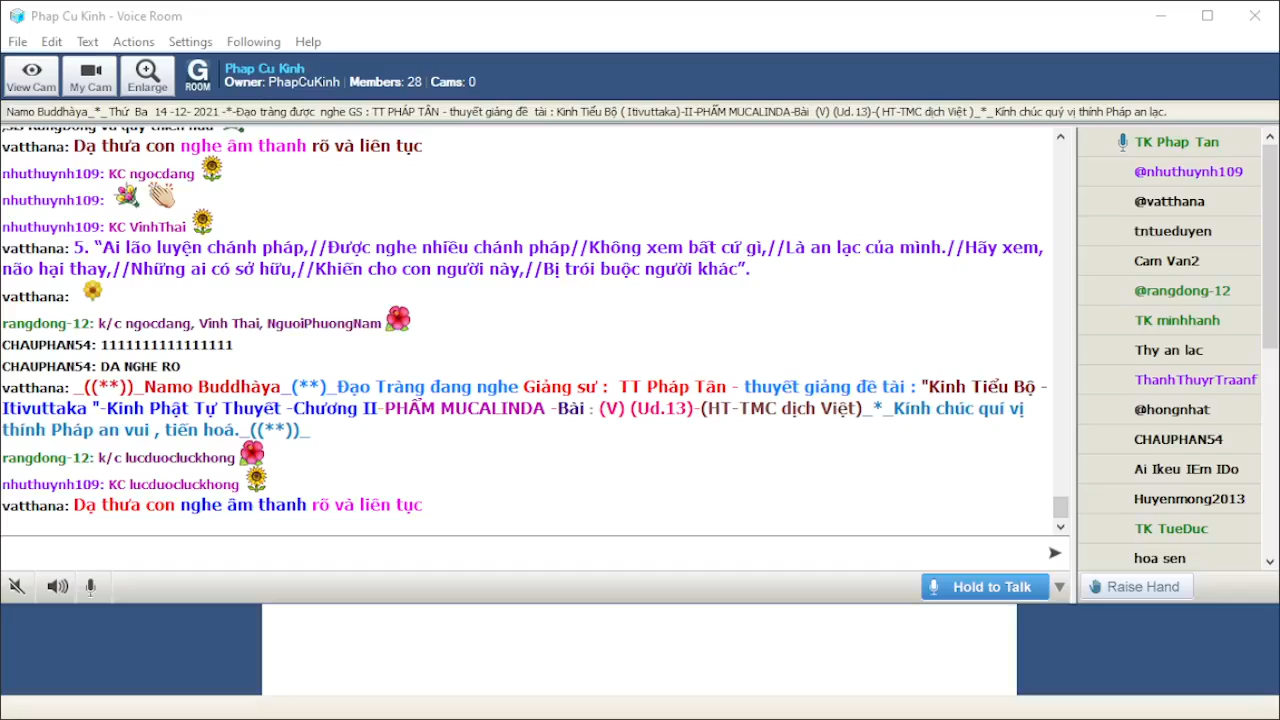 Phap Cu Kinh - Voice Room
File Edit Text Actions Settings Following Help
View Cam My Cam Enlarge G ROOM
Phap Cu Kinh
Owner: PhapCuKinh | Members: 28 | Cams: 0
Namo Buddhàya_*_ Thứ Ba 14 -12- 2021 -*-Đạo tràng được nghe GS : TT PHÁP TÂN - thuyết giảng đề tài : Kinh Tiểu Bộ ( Itivuttaka)-II-PHẨM MUCALINDA-Bài (V) (Ud.13)-( HT-TMC dịch Việt )_*_ Kính chúc quý vị thính Pháp an lạc.
vatthana: Dạ thưa con nghe âm thanh rõ và liên tục
nhuthuynh109: KC ngocdang
nhuthuynh109:
nhuthuynh109: KC VinhThai
vatthana: 5. “Ai lão luyện chánh pháp,//Được nghe nhiều chánh pháp//Không xem bất cứ gì,//Là an lạc của mình.//Hãy xem,
não hại thay,//Những ai có sở hữu,//Khiến cho con người này,//Bị trói buộc người khác”.
vatthana:
rangdong-12: k/c ngocdang, Vinh Thai, NguoiPhuongNam
CHAUPHAN54: 1111111111111111
CHAUPHAN54: DA NGHE RO
vatthana: _((**))_Namo Buddhàya_(**)_Đạo Tràng đang nghe Giảng sư : TT Pháp Tân - thuyết giảng đề tài : "Kinh Tiểu Bộ -
Itivuttaka "-Kinh Phật Tự Thuyết -Chương II-PHẨM MUCALINDA -Bài : (V) (Ud.13)-(HT-TMC dịch Việt)_*_Kính chúc quí vị
thính Pháp an vui , tiến hoá._((**))_
rangdong-12: k/c lucduocluckhong
nhuthuynh109: KC lucduocluckhong
vatthana: Dạ thưa con nghe âm thanh rõ và liên tục
Hold to Talk
TK Phap Tan
@nhuthuynh109
@vatthana
tntueduyen
Cam Van2
@rangdong-12
TK minhhanh
Thy an lac
ThanhThuyrTraanf
@hongnhat
CHAUPHAN54
Ai Ikeu IEm IDo
Huyenmong2013
TK TueDuc
hoa sen
Raise Hand